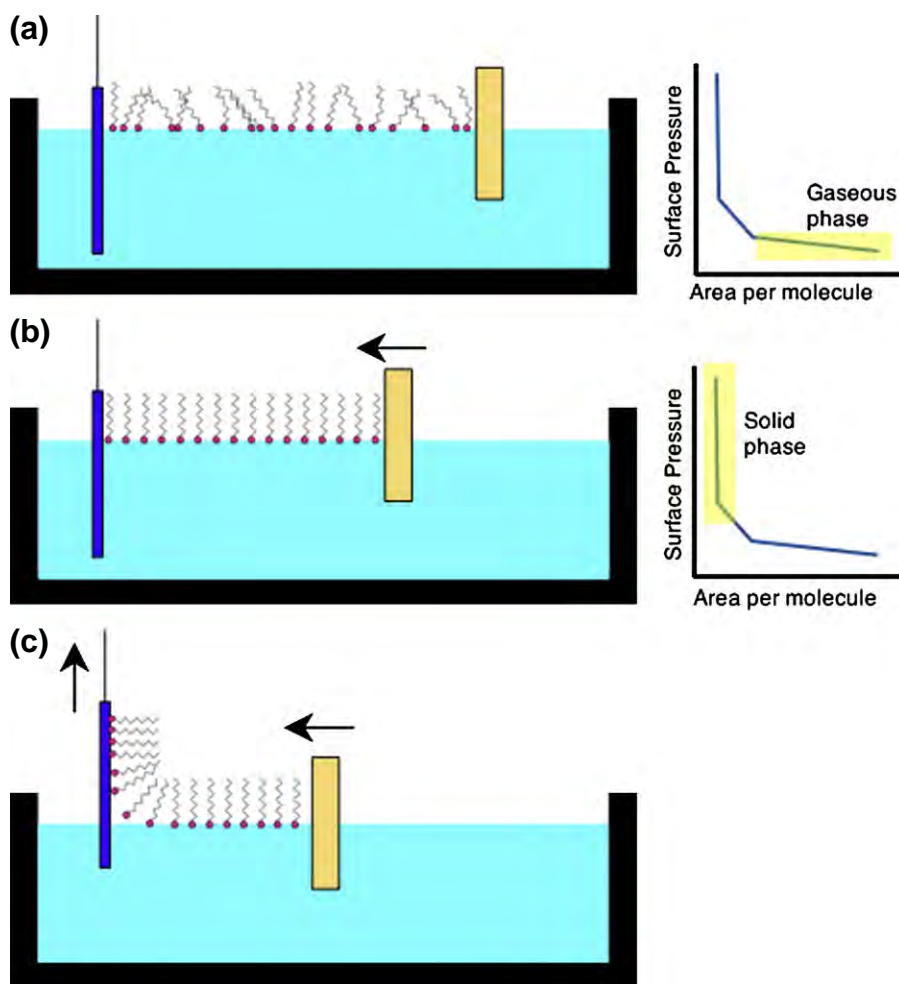 (a)
Surface Pressure
Gaseous
phase
Area per molecule
(b)
Surface Pressure
Solid
phase
Area per molecule
(c)